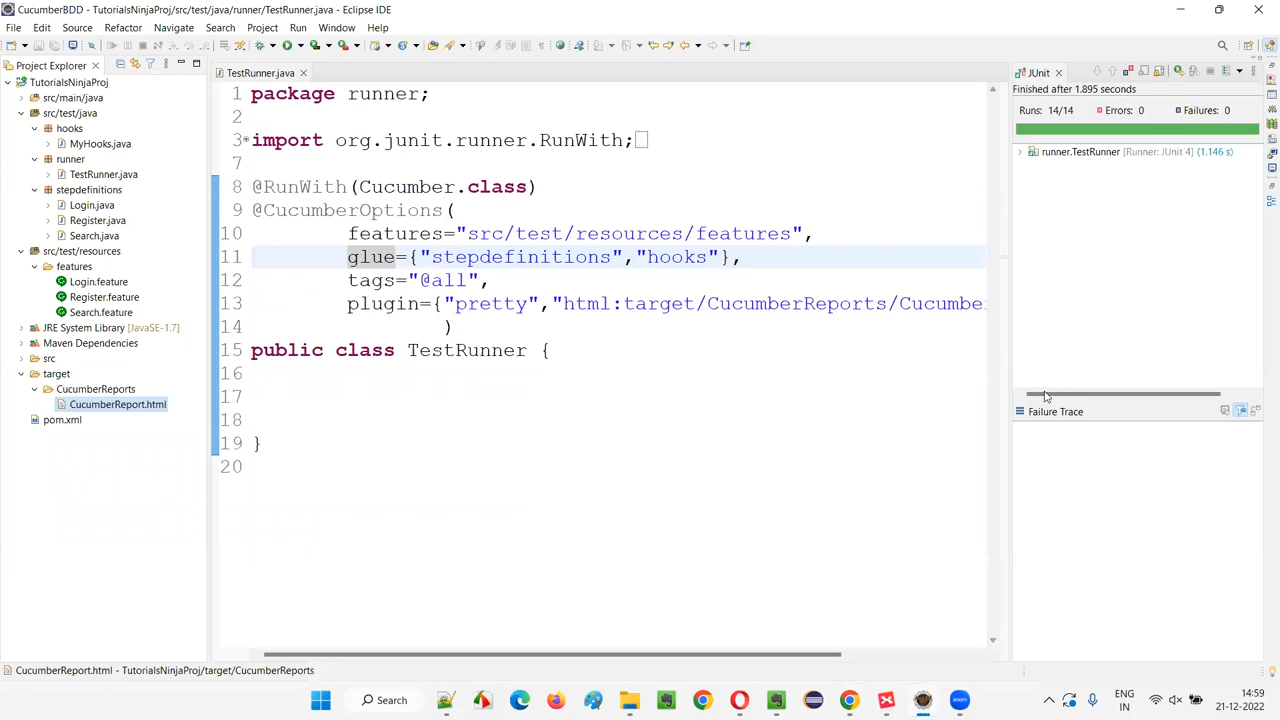 CucumberBDD - TutorialsNinjaProj/src/test/java/runner/TestRunner.java - Eclipse IDE
File Edit Source Refactor Navigate Search Project Run Window Help
Project Explorer
TutorialsNinjaProj
src/main/java
src/test/java
hooks
MyHooks.java
runner
TestRunner.java
stepdefinitions
Login.java
Register.java
Search.java
src/test/resources
features
Login.feature
Register.feature
Search.feature
JRE System Library [JavaSE-1.7]
Maven Dependencies
src
target
CucumberReports
CucumberReport.html
pom.xml
TestRunner.java
1 package runner;
2
3 import org.junit.runner.RunWith;
7
8 @RunWith(Cucumber.class)
9 @CucumberOptions(
10 features="src/test/resources/features",
11 glue={"stepdefinitions","hooks"},
12 tags="@all",
13 plugin={"pretty","html:target/CucumberReports/Cucumbe
14 )
15 public class TestRunner {
16
17
18
19 }
20
JUnit
Finished after 1.895 seconds
Runs: 14/14 Errors: 0 Failures: 0
runner.TestRunner [Runner: JUnit 4] (1.146 s)
Failure Trace
CucumberReport.html - TutorialsNinjaProj/target/CucumberReports
Search
ENG
IN
14:59
21-12-2022
zoom